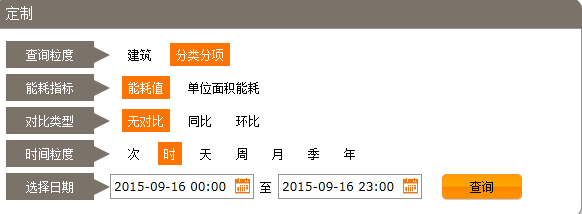 定制
查询粒度 建筑 分类分项
能耗指标 能耗值 单位面积能耗
对比类型 无对比 同比 环比
时间粒度 次 时 天 周 月 季 年
选择日期 2015-09-16 00:00 至 2015-09-16 23:00 查询